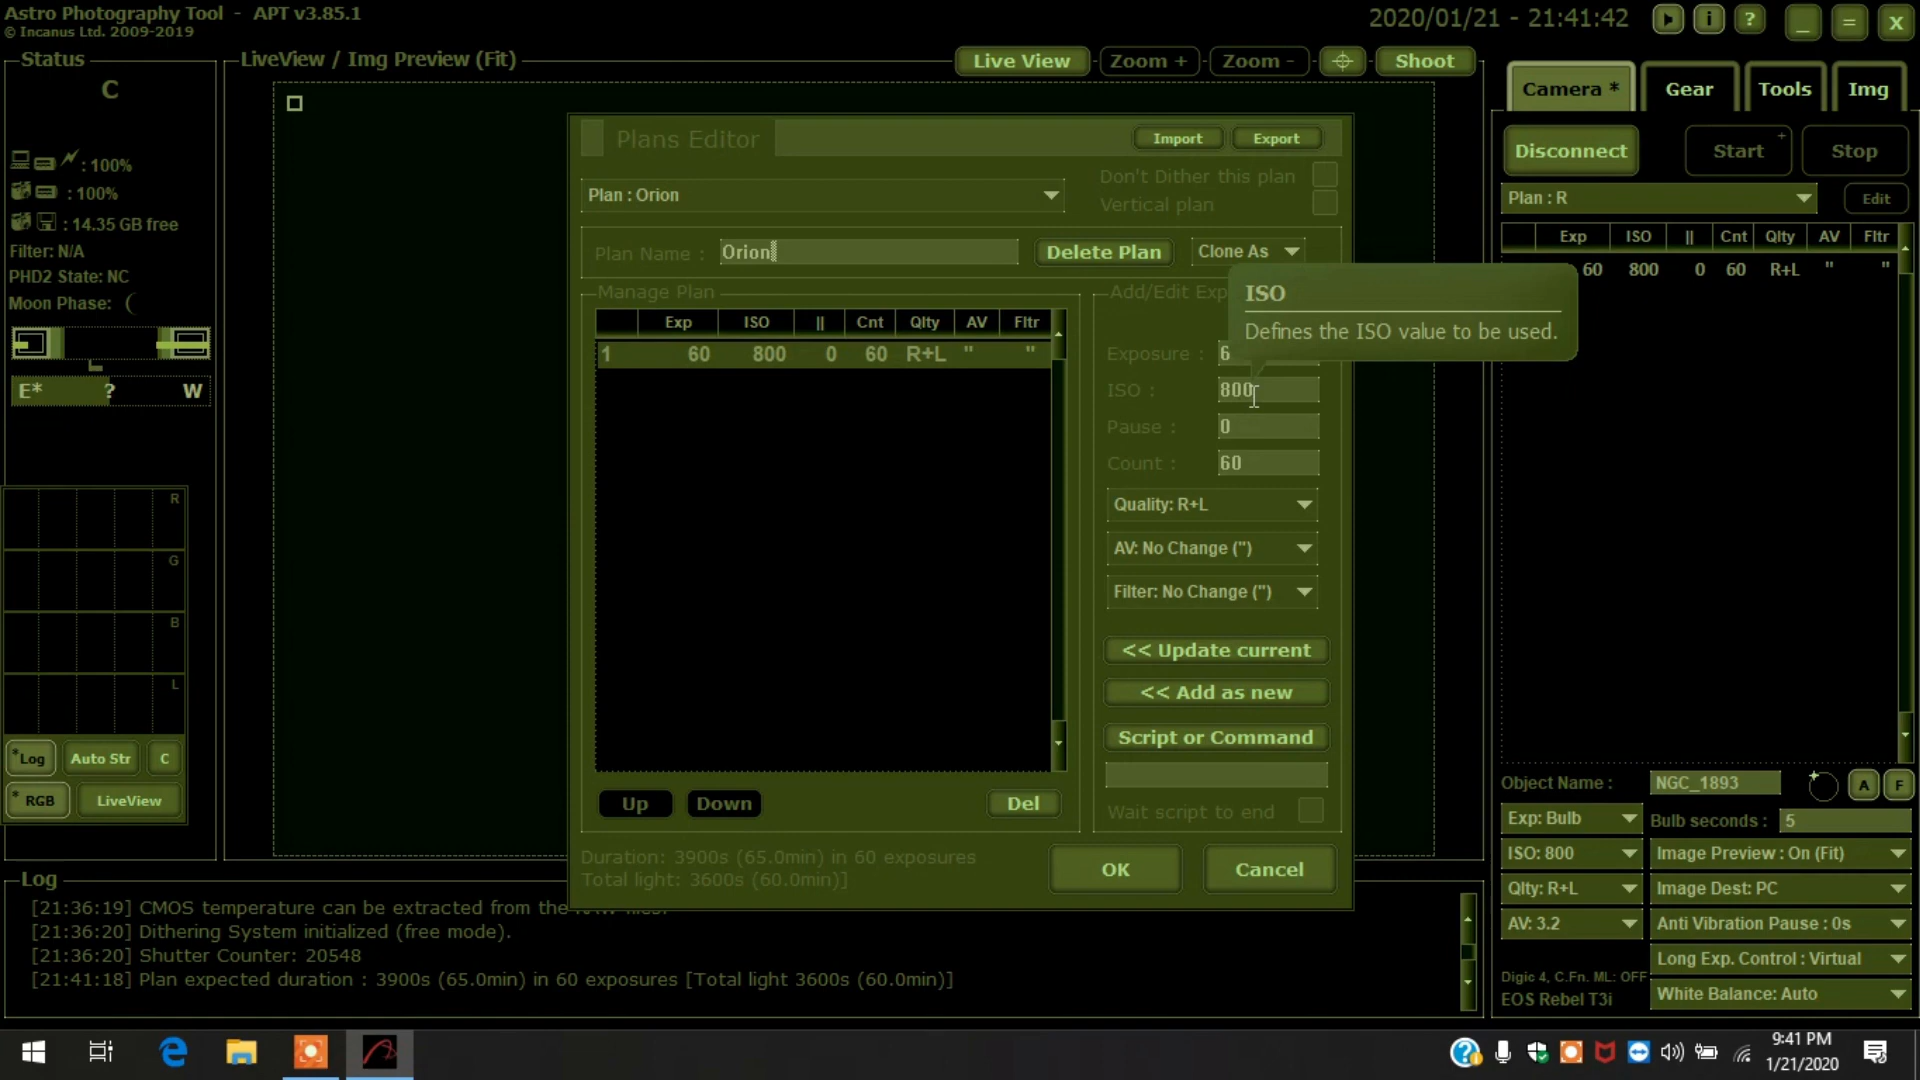 Astro Photography Tool - APT v3.85.1
© Incanus Ltd. 2009-2019
2020/01/21 - 21:41:42
i
?
_
=
X
Status
C
: 100%
: 100%
: 14.35 GB free
Filter: N/A
PHD2 State: NC
Moon Phase: (
E* ? W
R
G
B
L
*Log
Auto Str
C
* RGB
LiveView
LiveView / Img Preview (Fit)
Live View
Zoom +
Zoom -
Shoot
Plans Editor
Import
Export
Plan : Orion
Don't Dither this plan
Vertical plan
Plan Name :
Orion
Delete Plan
Clone As
Manage Plan
Exp ISO || Cnt Qlty AV Fltr
1 60 800 0 60 R+L " "
Up
Down
Del
Add/Edit Exp
ISO
Defines the ISO value to be used.
Exposure : 6
ISO : 800
Pause : 0
Count : 60
Quality: R+L
AV: No Change (")
Filter: No Change (")
<< Update current
<< Add as new
Script or Command
Wait script to end
Duration: 3900s (65.0min) in 60 exposures
Total light: 3600s (60.0min)]
OK
Cancel
Camera *
Gear
Tools
Img
Disconnect
Start +
Stop
Plan : R
Edit
Exp ISO || Cnt Qlty AV Fltr
60 800 0 60 R+L " "
Object Name : NGC_1893
A
F
Exp: Bulb
Bulb seconds : 5
ISO: 800
Image Preview : On (Fit)
Qlty: R+L
Image Dest: PC
AV: 3.2
Anti Vibration Pause : 0s
Long Exp. Control : Virtual
Digic 4, C.Fn. ML: OFF
EOS Rebel T3i
White Balance: Auto
Log
[21:36:19] CMOS temperature can be extracted from the RAW files.
[21:36:20] Dithering System initialized (free mode).
[21:36:20] Shutter Counter: 20548
[21:41:18] Plan expected duration : 3900s (65.0min) in 60 exposures [Total light 3600s (60.0min)]
9:41 PM
1/21/2020